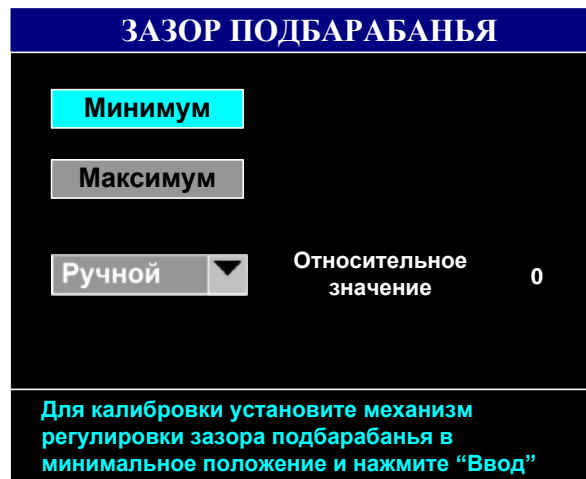 ЗАЗОР ПОДБАРАБАНЬЯ
Минимум
Максимум
Ручной
Относительное
значение
0
Для калибровки установите механизм
регулировки зазора подбарабанья в
минимальное положение и нажмите “Ввод”